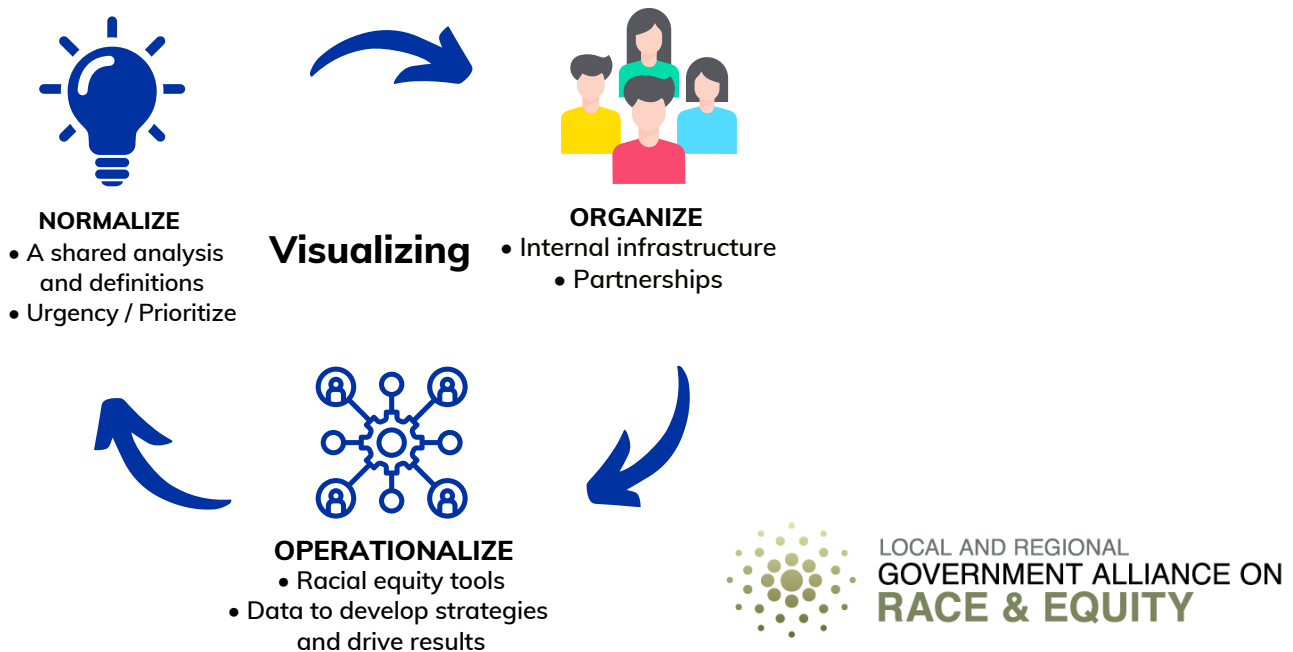 NORMALIZE
• A shared analysis
and definitions
• Urgency / Prioritize
Visualizing
ORGANIZE
• Internal infrastructure
• Partnerships
OPERATIONALIZE
• Racial equity tools
• Data to develop strategies
and drive results
LOCAL AND REGIONAL
GOVERNMENT ALLIANCE ON
RACE & EQUITY